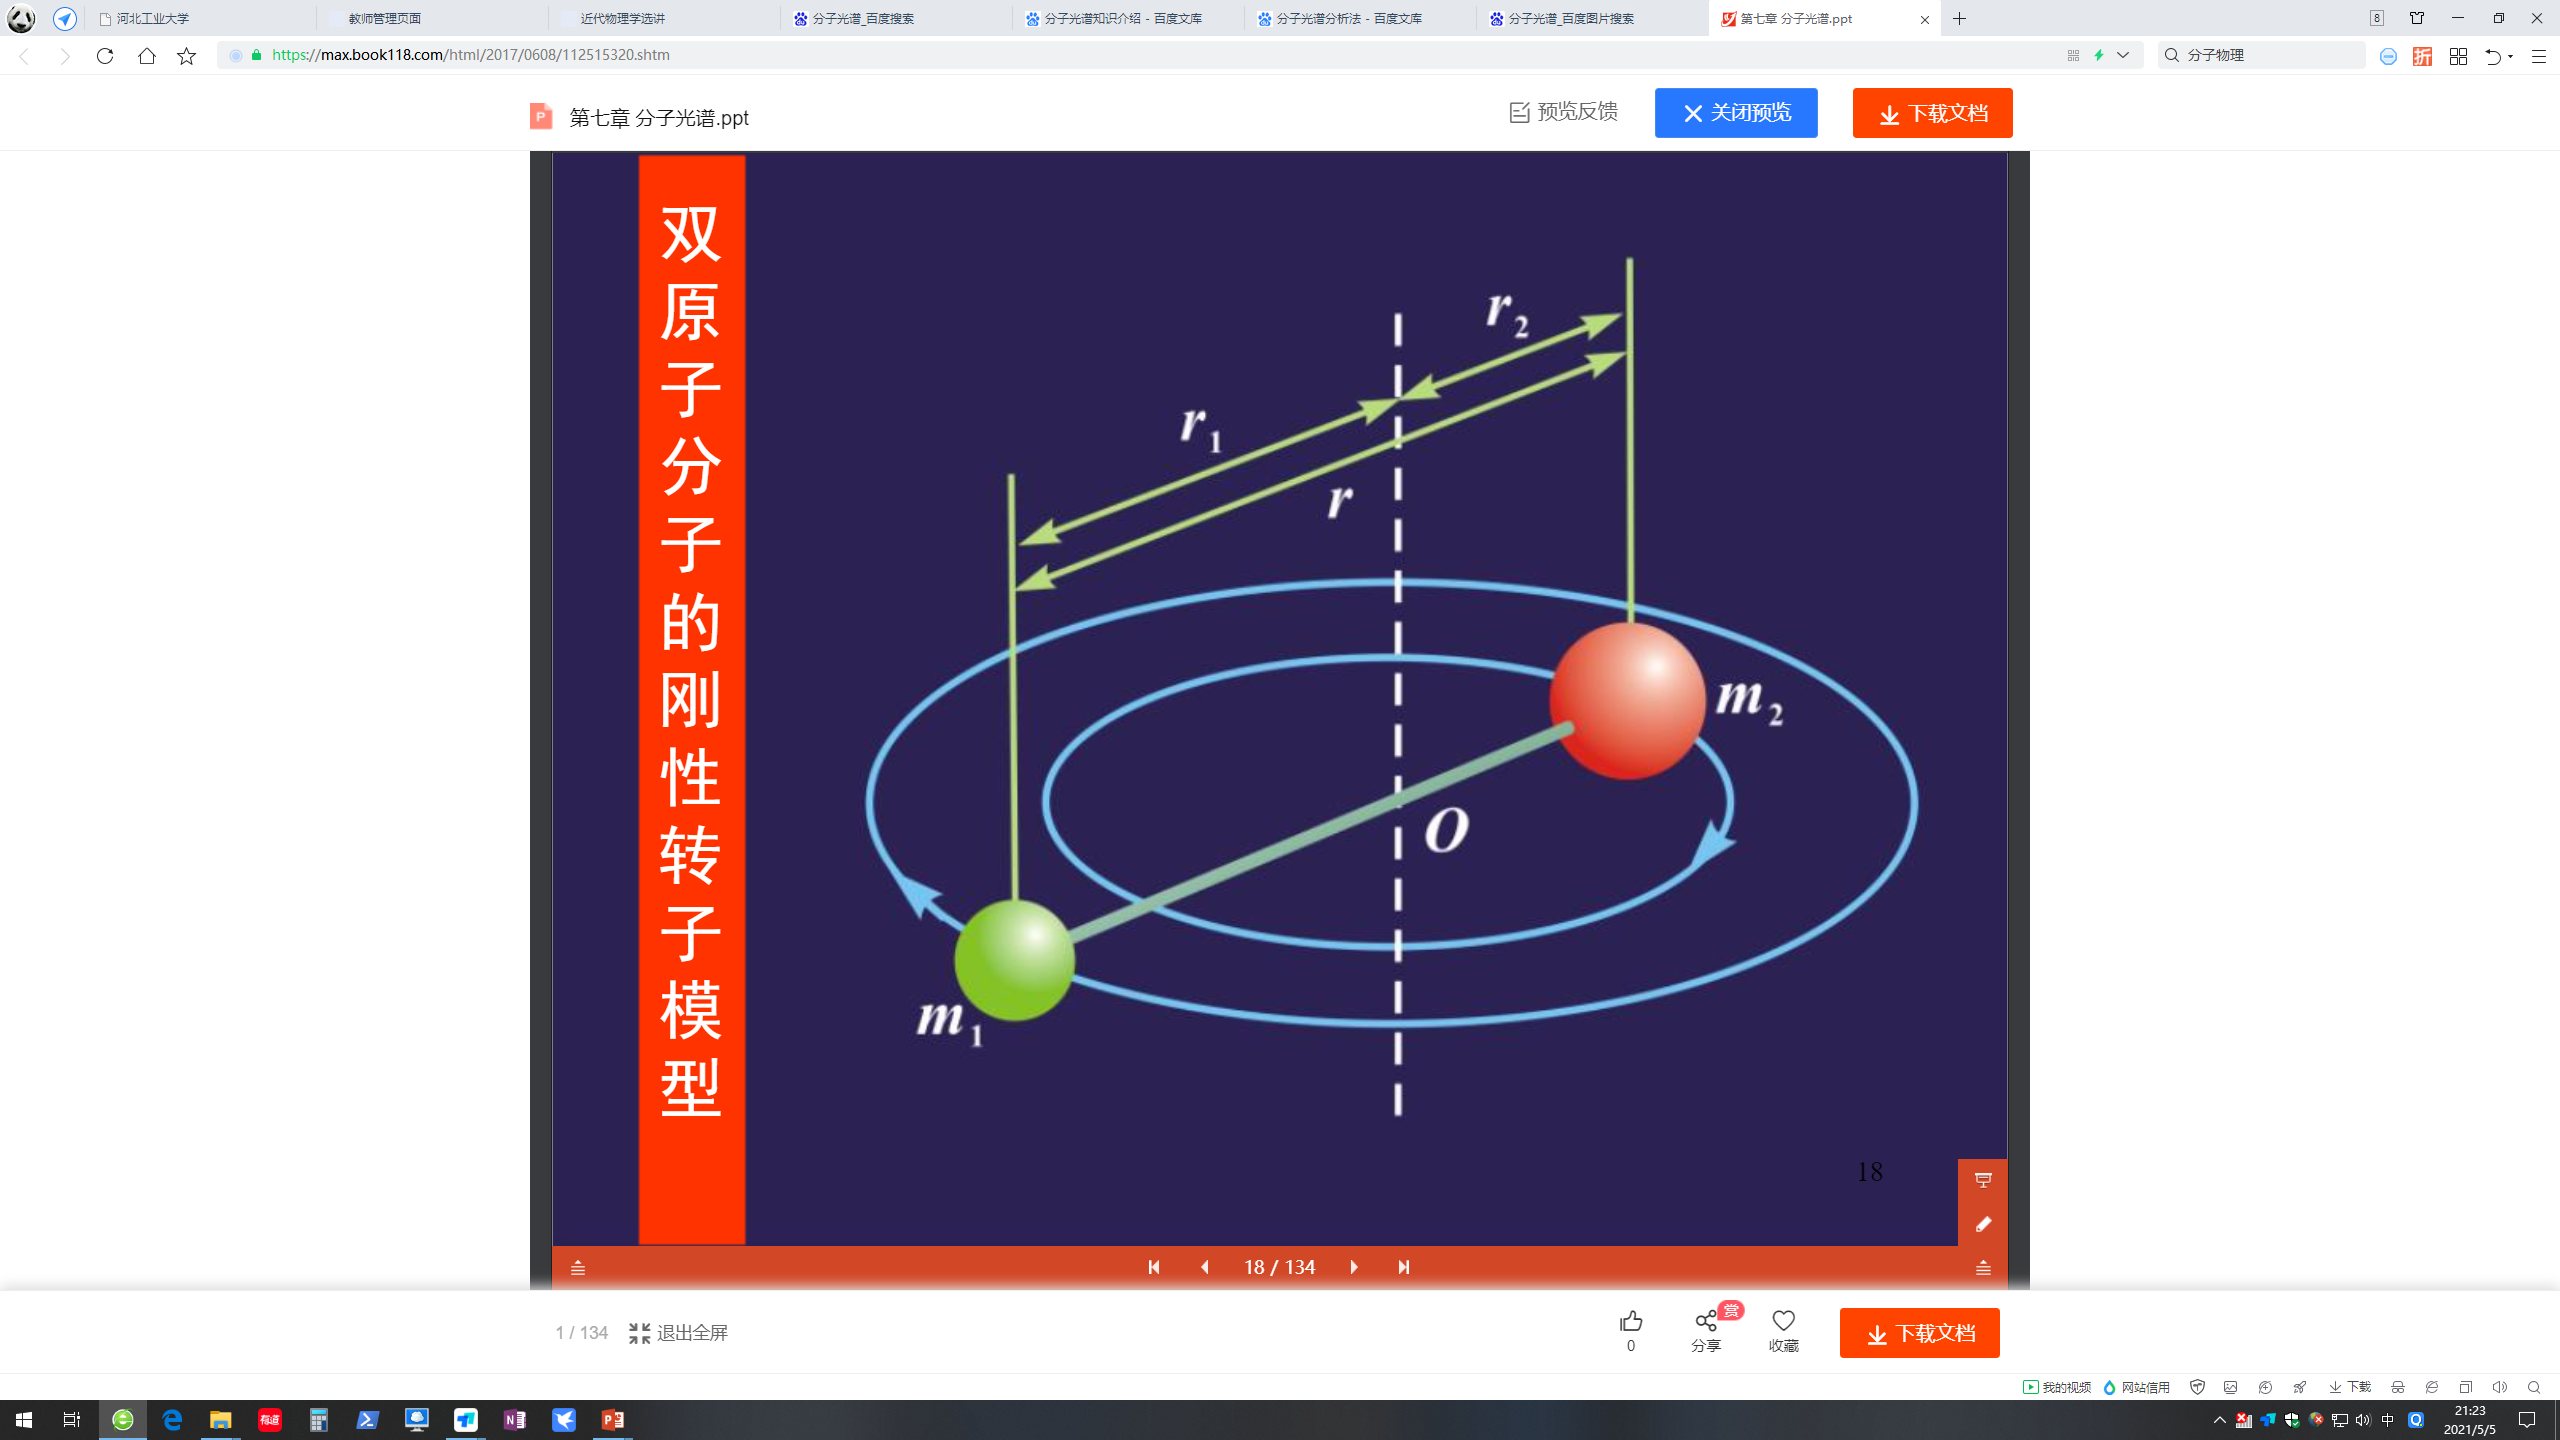 河北工业大学
教师管理页面
近代物理学选讲
分子光谱_百度搜索
分子光谱知识介绍 - 百度文库
分子光谱分析法 - 百度文库
分子光谱_百度图片搜索
第七章 分子光谱.ppt
8
https://max.book118.com/html/2017/0608/112515320.shtm
分子物理
折
P
第七章 分子光谱.ppt
预览反馈
关闭预览
下载文档
双原子分子的刚性转子模型
r2
r1
r
m2
O
m1
18
18 / 134
1 / 134
退出全屏
0
分享
赏
收藏
下载文档
我的视频
网站信用
下载
有道
中
21:23
2021/5/5